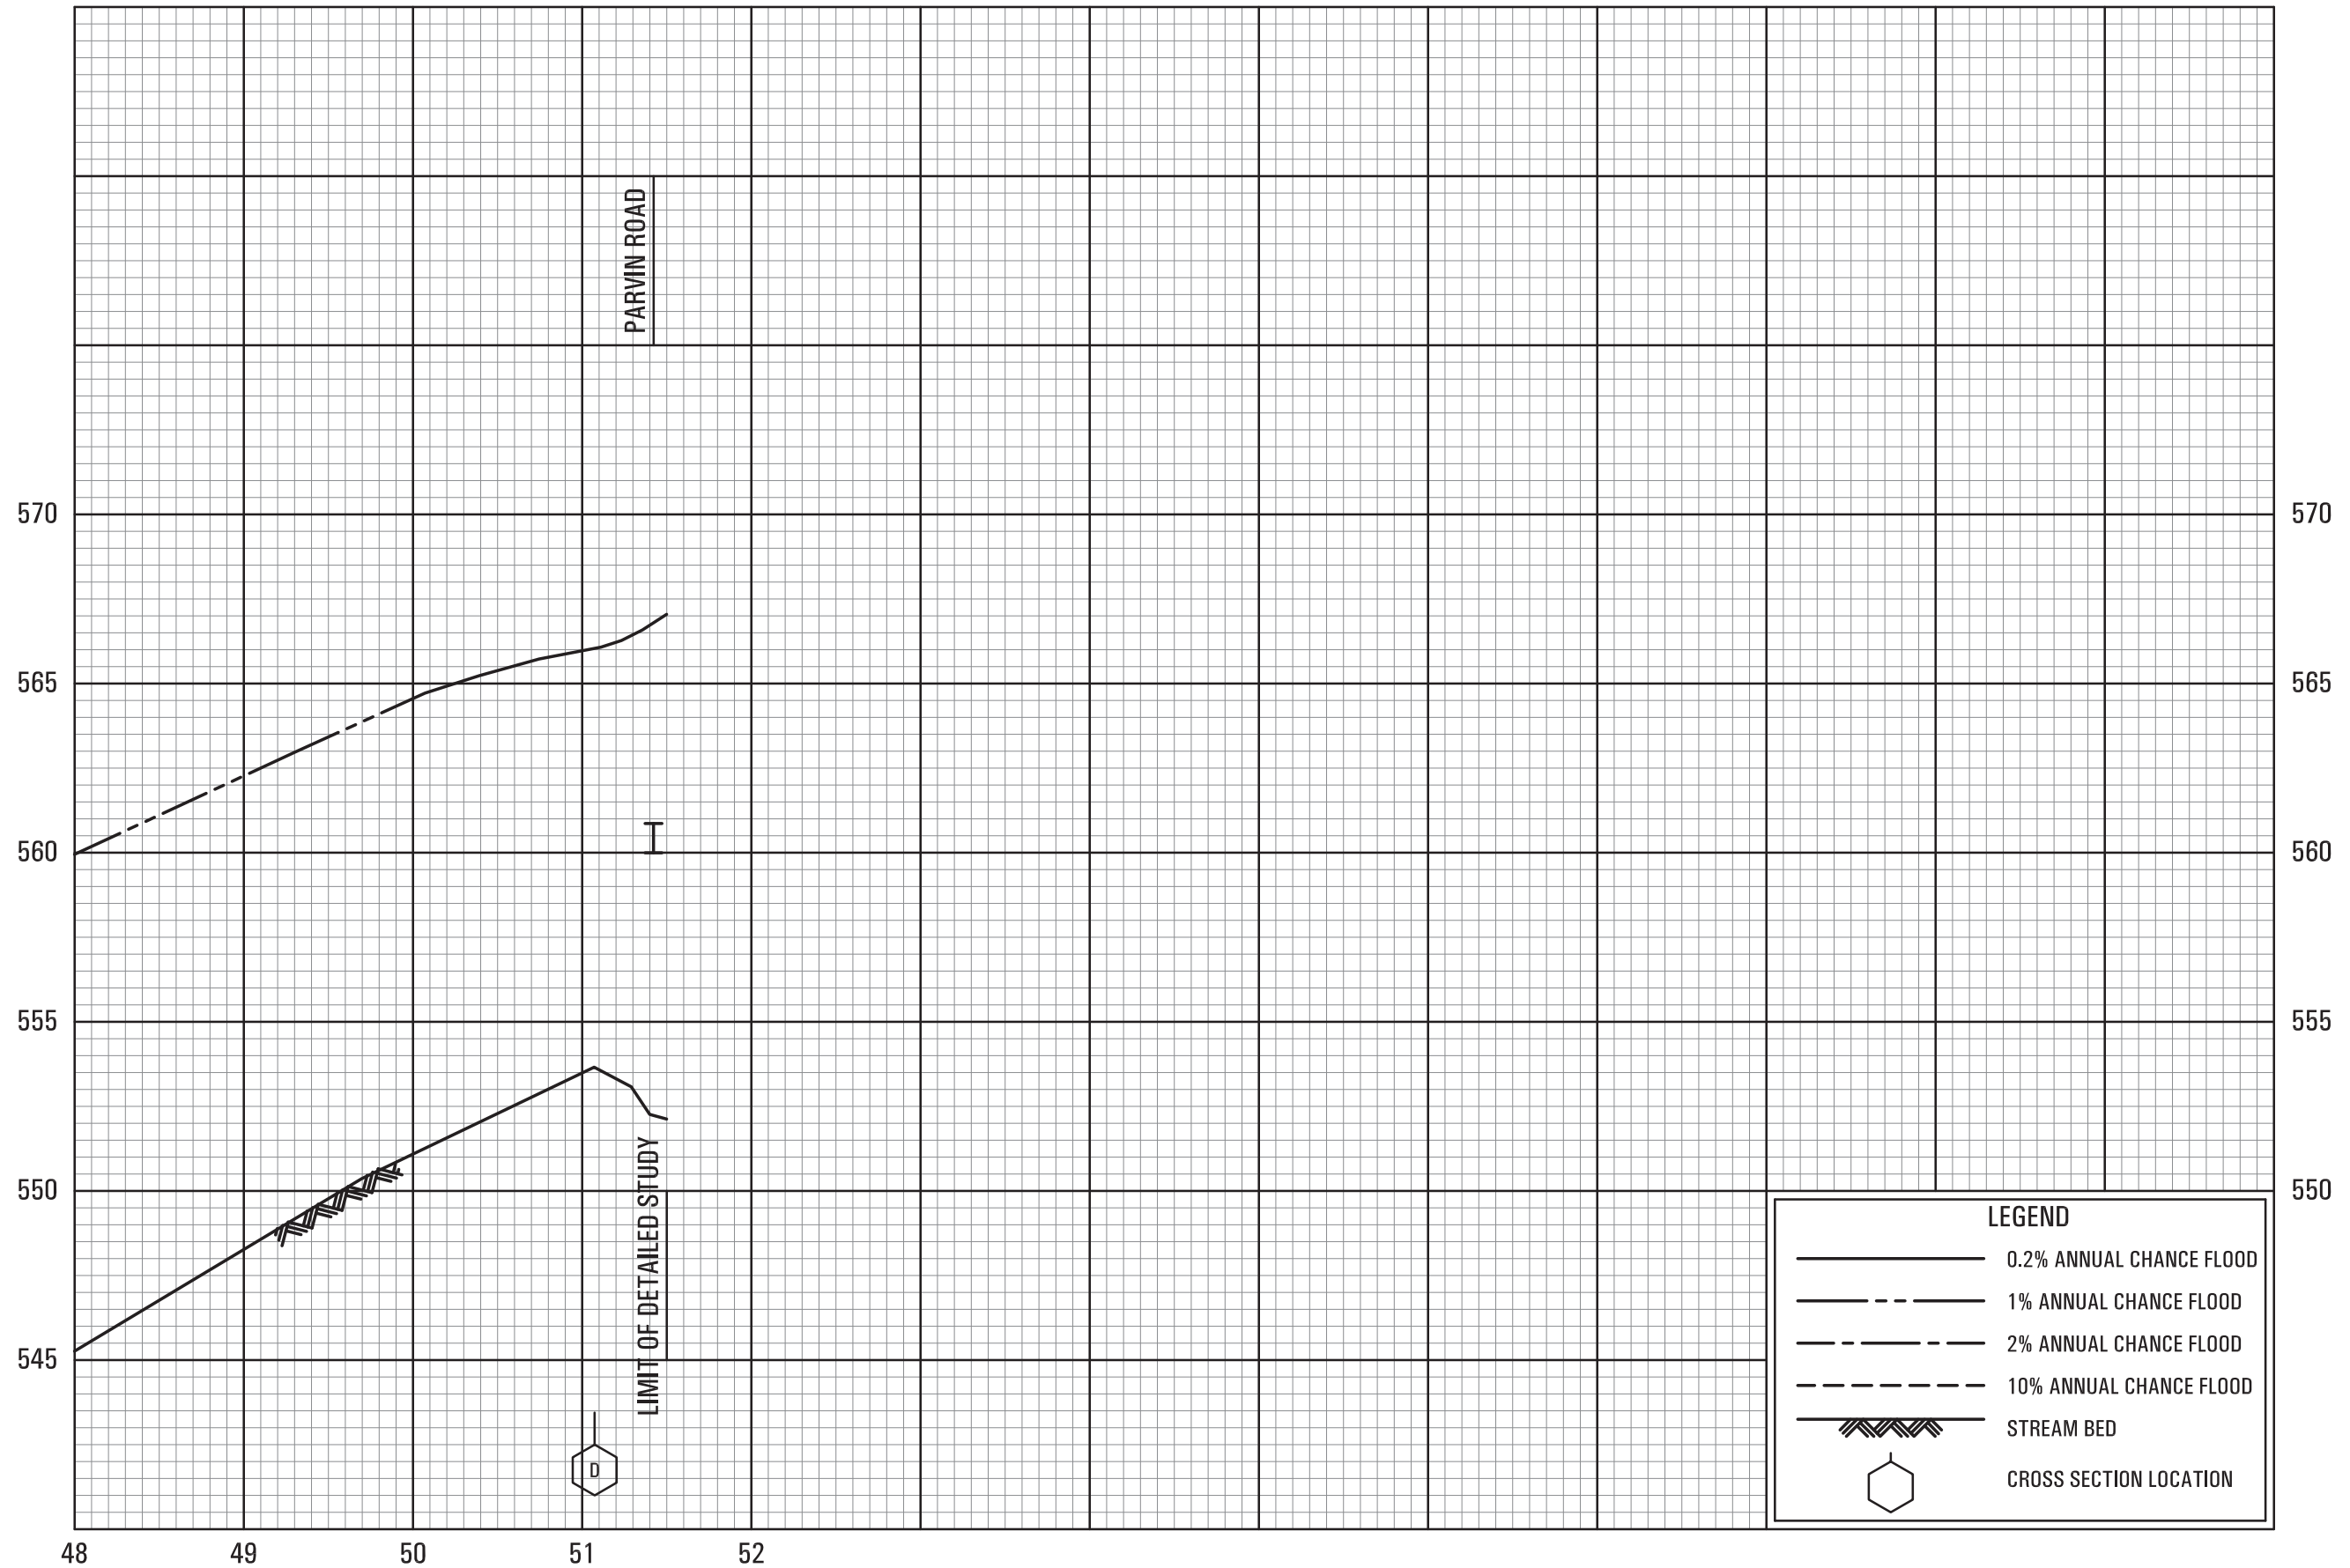 PARVIN ROAD
570
570
565
565
560
560
555
555
550
550
545
LIMIT OF DETAILED STUDY
D
LEGEND
0.2% ANNUAL CHANCE FLOOD
1% ANNUAL CHANCE FLOOD
2% ANNUAL CHANCE FLOOD
10% ANNUAL CHANCE FLOOD
STREAM BED
CROSS SECTION LOCATION
48 49 50 51 52